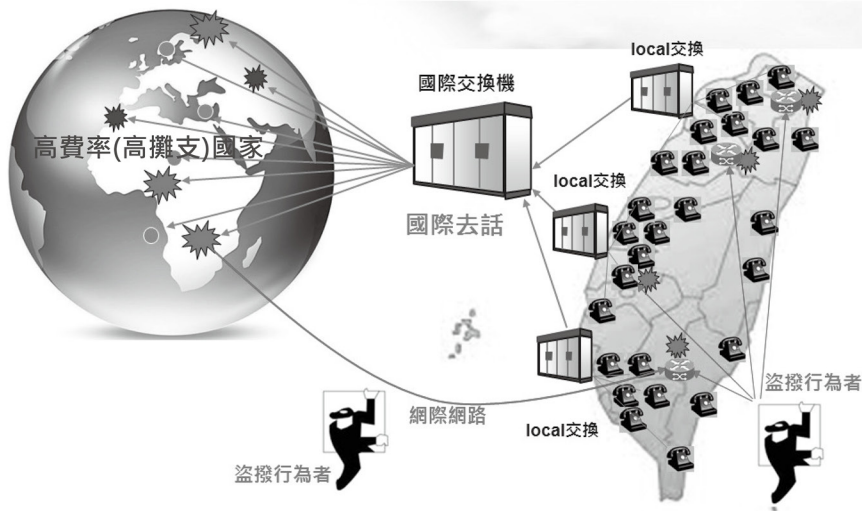 local交換
國際交換機
高費率(高攤支)國家
local交換
國際去話
盜撥行為者
網際網路
local交換
盜撥行為者